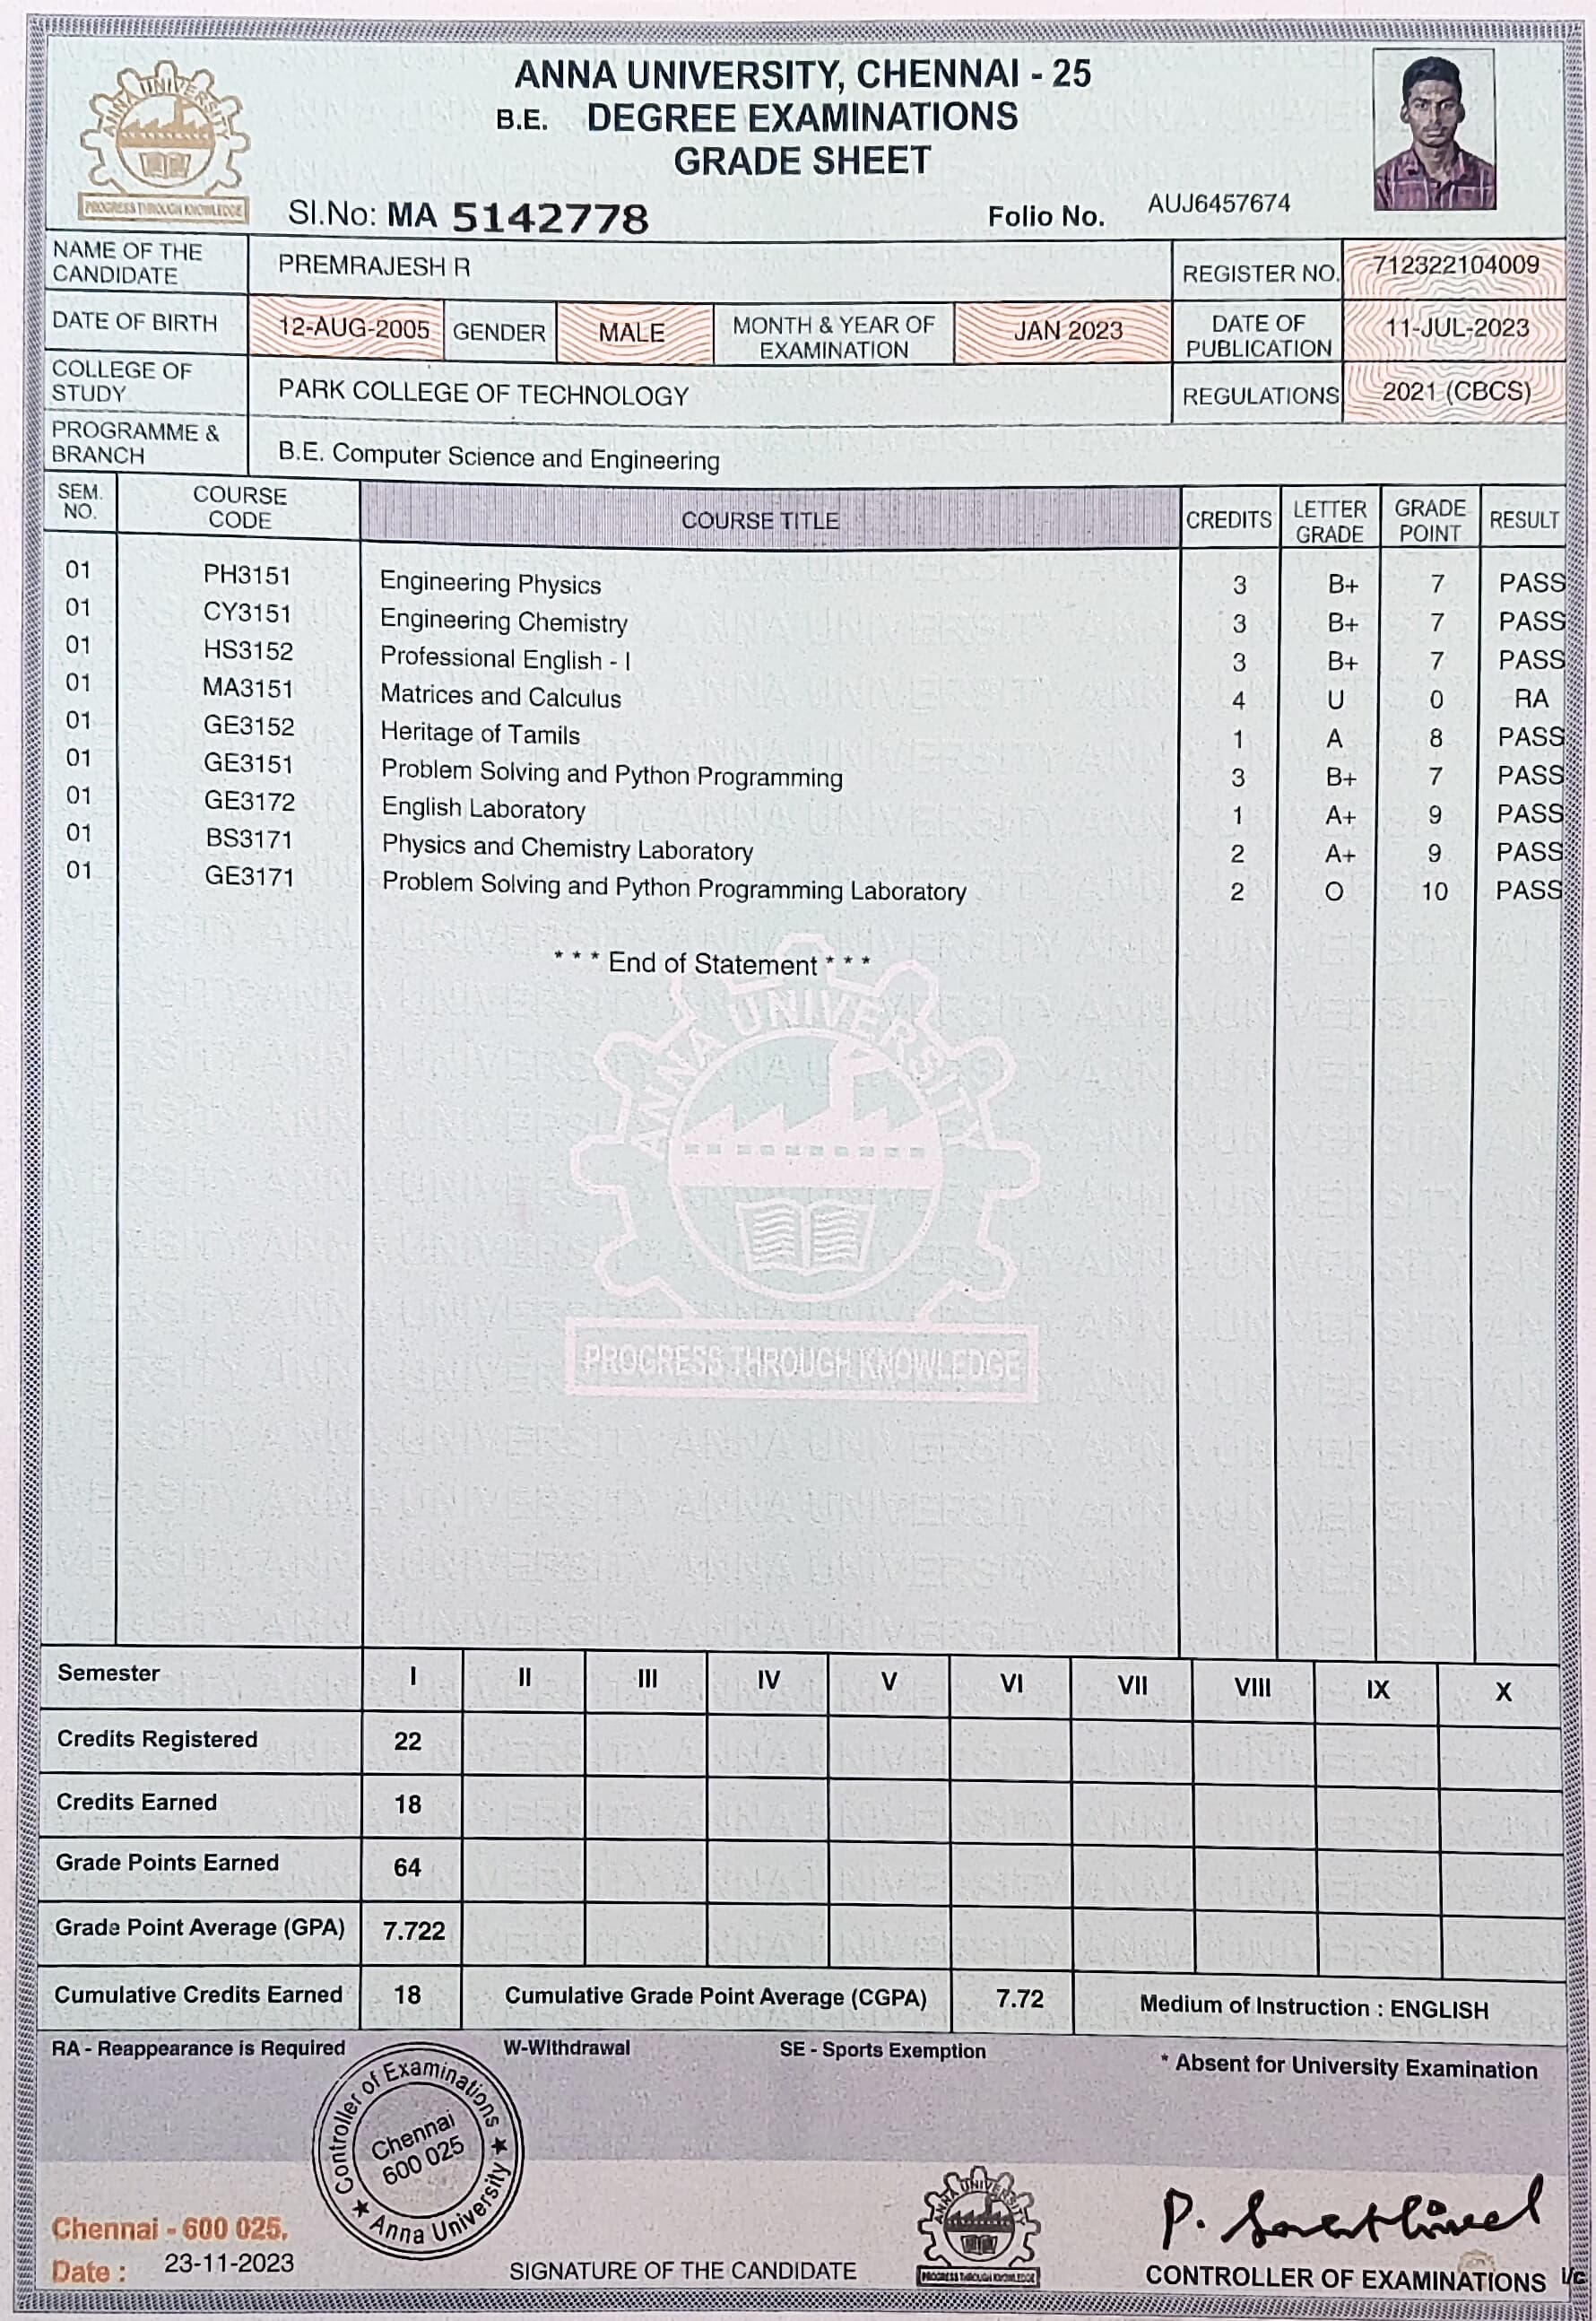 ANNA UNIVERSITY
PROGRESS THROUGH KNOWLEDGE
ANNA UNIVERSITY, CHENNAI - 25
B.E. DEGREE EXAMINATIONS
GRADE SHEET
Sl.No: MA 5142778 Folio No. AUJ6457674
NAME OF THE CANDIDATE PREMRAJESH R REGISTER NO. 712322104009
DATE OF BIRTH 12-AUG-2005 GENDER MALE MONTH & YEAR OF EXAMINATION JAN 2023 DATE OF PUBLICATION 11-JUL-2023
COLLEGE OF STUDY PARK COLLEGE OF TECHNOLOGY REGULATIONS 2021 (CBCS)
PROGRAMME & BRANCH B.E. Computer Science and Engineering
SEM. NO. COURSE CODE COURSE TITLE CREDITS LETTER GRADE GRADE POINT RESULT
01 PH3151 Engineering Physics 3 B+ 7 PASS
01 CY3151 Engineering Chemistry 3 B+ 7 PASS
01 HS3152 Professional English - I 3 B+ 7 PASS
01 MA3151 Matrices and Calculus 4 U 0 RA
01 GE3152 Heritage of Tamils 1 A 8 PASS
01 GE3151 Problem Solving and Python Programming 3 B+ 7 PASS
01 GE3172 English Laboratory 1 A+ 9 PASS
01 BS3171 Physics and Chemistry Laboratory 2 A+ 9 PASS
01 GE3171 Problem Solving and Python Programming Laboratory 2 O 10 PASS
* * * End of Statement * * *
ANNA UNIVERSITY
PROGRESS THROUGH KNOWLEDGE
Semester I II III IV V VI VII VIII IX X
Credits Registered 22
Credits Earned 18
Grade Points Earned 64
Grade Point Average (GPA) 7.722
Cumulative Credits Earned 18 Cumulative Grade Point Average (CGPA) 7.72 Medium of Instruction : ENGLISH
RA - Reappearance is Required W-Withdrawal SE - Sports Exemption * Absent for University Examination
Controller of Examinations
Chennai
600 025
★ Anna University ★
ANNA UNIVERSITY
PROGRESS THROUGH KNOWLEDGE
Chennai - 600 025.
Date : 23-11-2023
SIGNATURE OF THE CANDIDATE
CONTROLLER OF EXAMINATIONS I/c